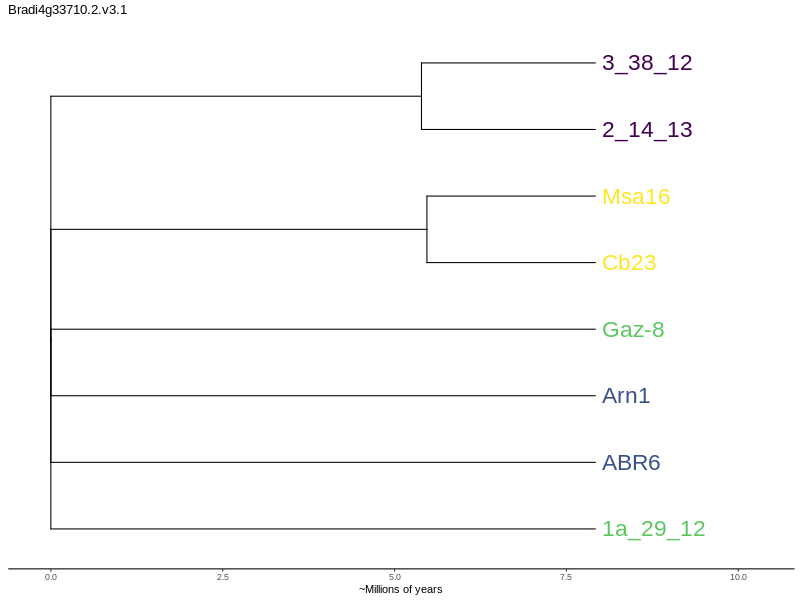 Bradi4g33710.2.v3.1
3_38_12
2_14_13
Msa16
Cb23
Gaz-8
Arn1
ABR6
1a_29_12
0.0 2.5 5.0 7.5 10.0
~Millions of years